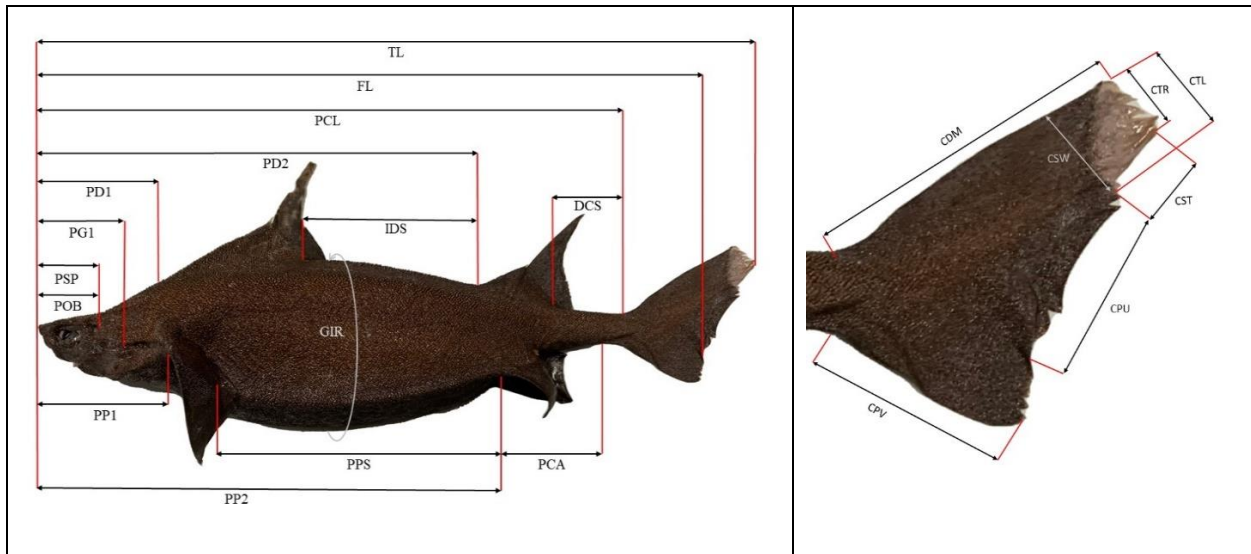 TL
FL
PCL
PD2
PD1
DCS
PG1
IDS
PSP
POB
GIR
PP1
PPS
PCA
PP2
CTL
CTR
CDM
CSW
CST
CPU
CPV